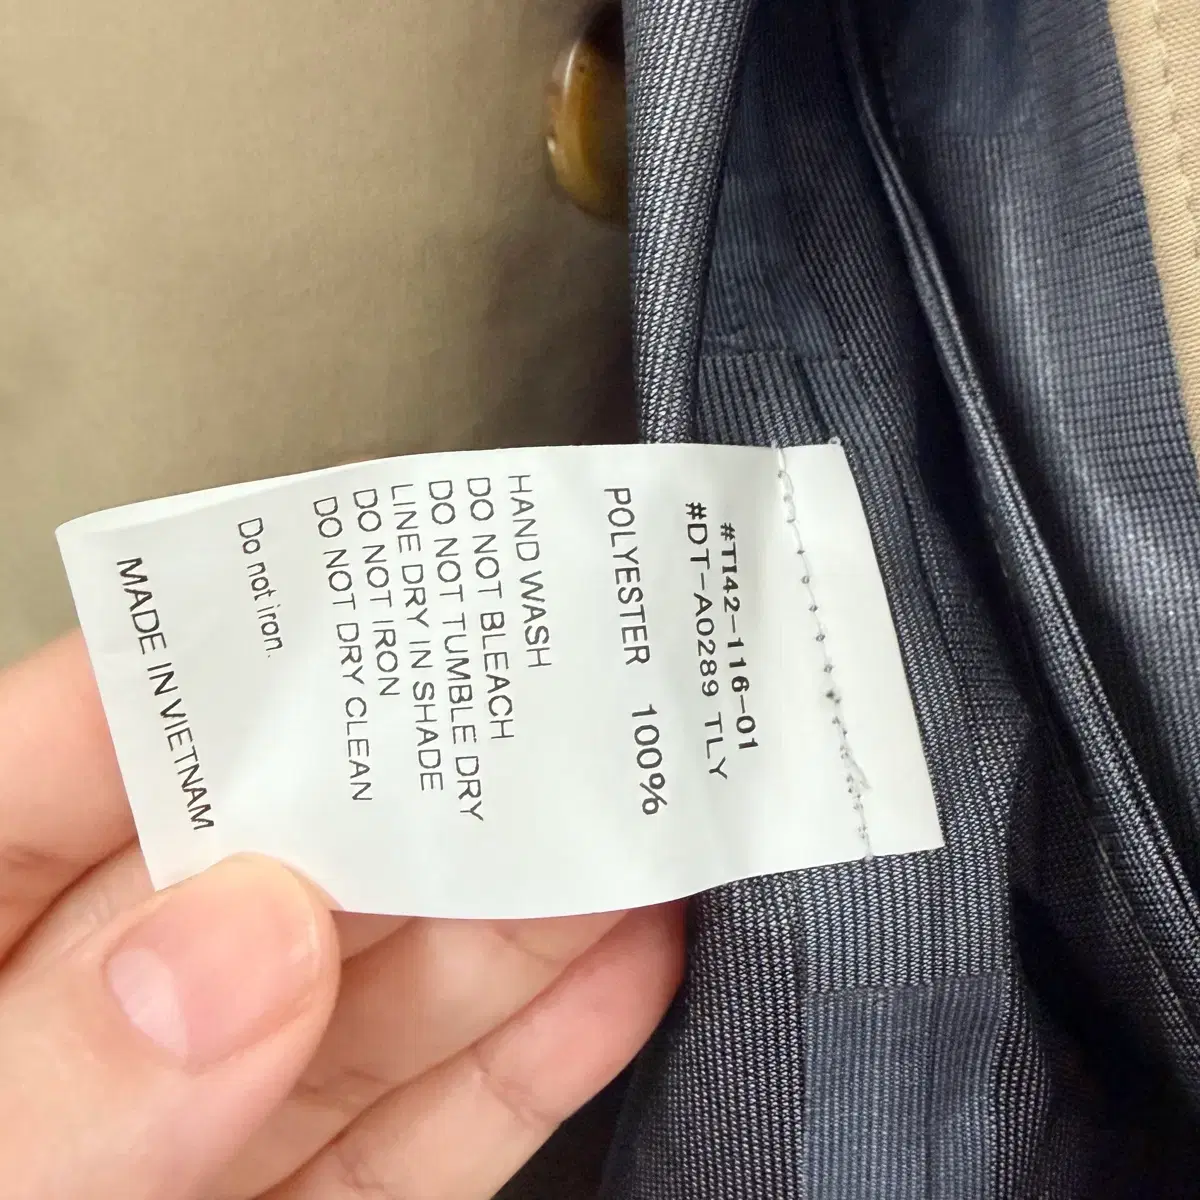 #TI42-116-01
#DT-A0289 TLY
POLYESTER 100%
HAND WASH
DO NOT BLEACH
DO NOT TUMBLE DRY
LINE DRY IN SHADE
DO NOT IRON
DO NOT DRY CLEAN
Do not iron.
MADE IN VIETNAM